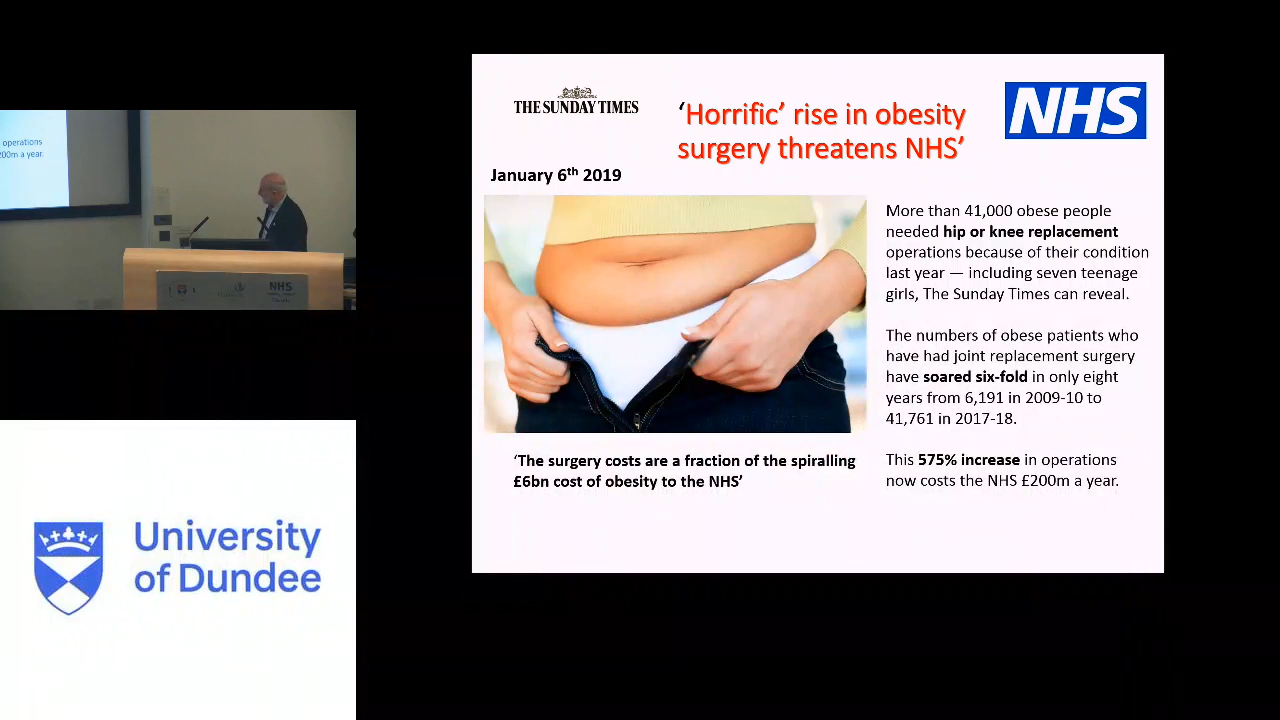 operations
200m a year.
NHS
University
of Dundee
THE SUNDAY TIMES
‘Horrific’ rise in obesity
surgery threatens NHS’
NHS
January 6th 2019
More than 41,000 obese people
needed hip or knee replacement
operations because of their condition
last year — including seven teenage
girls, The Sunday Times can reveal.
The numbers of obese patients who
have had joint replacement surgery
have soared six-fold in only eight
years from 6,191 in 2009-10 to
41,761 in 2017-18.
This 575% increase in operations
now costs the NHS £200m a year.
‘The surgery costs are a fraction of the spiralling
£6bn cost of obesity to the NHS’